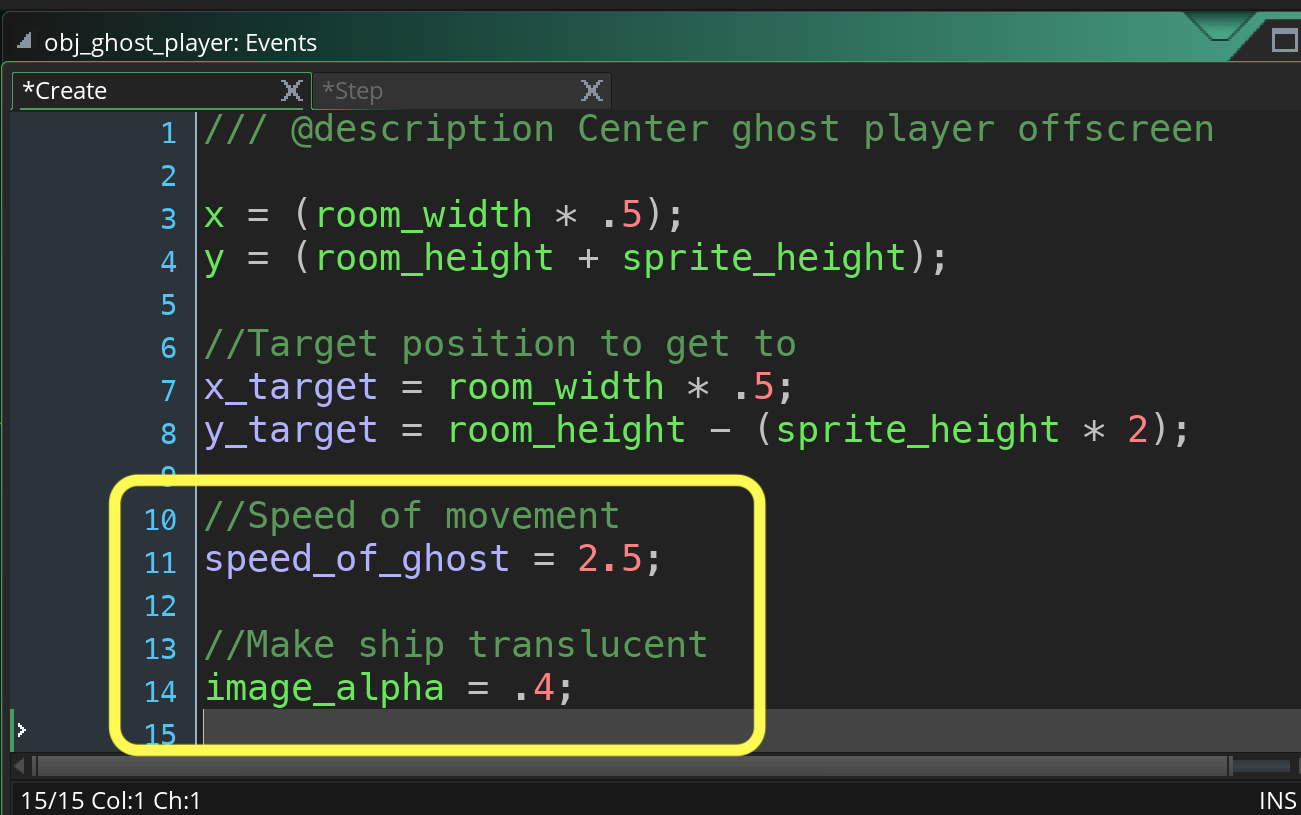 obj_ghost_player: Events
*Create *Step
1 /// @description Center ghost player offscreen
2
3 x = (room_width * .5);
4 y = (room_height + sprite_height);
5
6 //Target position to get to
7 x_target = room_width * .5;
8 y_target = room_height - (sprite_height * 2);
9
10 //Speed of movement
11 speed_of_ghost = 2.5;
12
13 //Make ship translucent
14 image_alpha = .4;
15
15/15 Col:1 Ch:1 INS